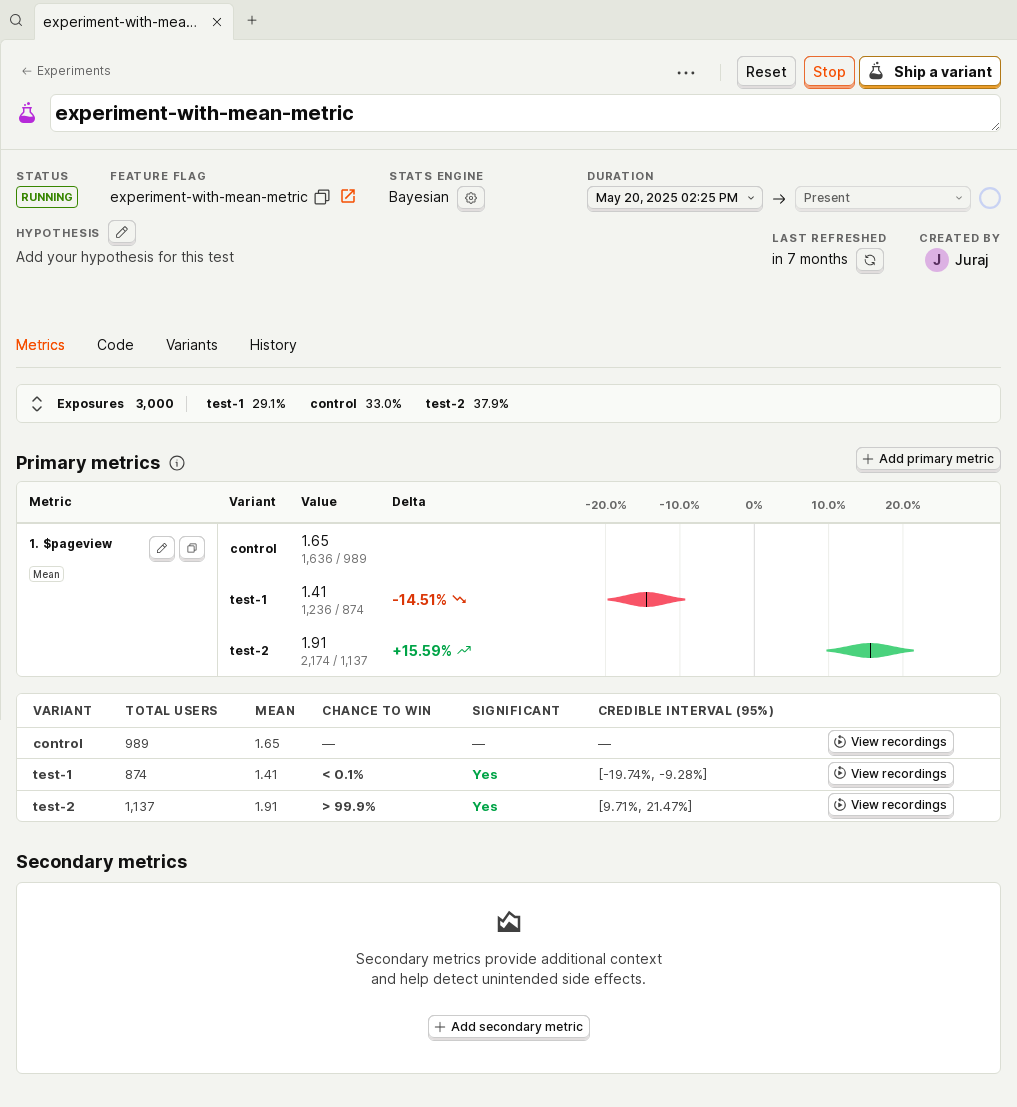 experiment-with-mea...
Experiments
Reset
Stop
Ship a variant
experiment-with-mean-metric
STATUS
RUNNING
FEATURE FLAG
experiment-with-mean-metric
STATS ENGINE
Bayesian
DURATION
May 20, 2025 02:25 PM
Present
HYPOTHESIS
Add your hypothesis for this test
LAST REFRESHED
in 7 months
CREATED BY
J Juraj
Metrics Code Variants History
Exposures 3,000 test-1 29.1% control 33.0% test-2 37.9%
Primary metrics
Add primary metric
Metric Variant Value Delta -20.0% -10.0% 0% 10.0% 20.0%
1. $pageview
Mean
control 1.65
1,636 / 989
test-1 1.41 -14.51%
1,236 / 874
test-2 1.91 +15.59%
2,174 / 1,137
VARIANT TOTAL USERS MEAN CHANCE TO WIN SIGNIFICANT CREDIBLE INTERVAL (95%)
control 989 1.65 — — — View recordings
test-1 874 1.41 < 0.1% Yes [-19.74%, -9.28%] View recordings
test-2 1,137 1.91 > 99.9% Yes [9.71%, 21.47%] View recordings
Secondary metrics
Secondary metrics provide additional context
and help detect unintended side effects.
Add secondary metric